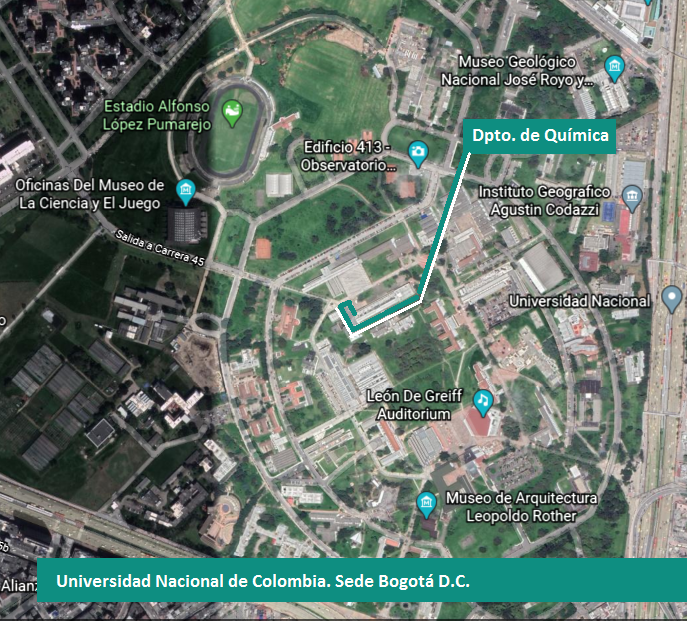 Museo Geológico
Nacional José Royo y...
Estadio Alfonso
López Pumarejo
Dpto. de Química
Edificio 413 -
Observatorio...
Oficinas Del Museo de
La Ciencia y El Juego
Instituto Geografico
Agustin Codazzi
Salida a Carrera 45
Universidad Nacional
León De Greiff
Auditorium
Museo de Arquitectura
Leopoldo Rother
Universidad Nacional de Colombia. Sede Bogotá D.C.